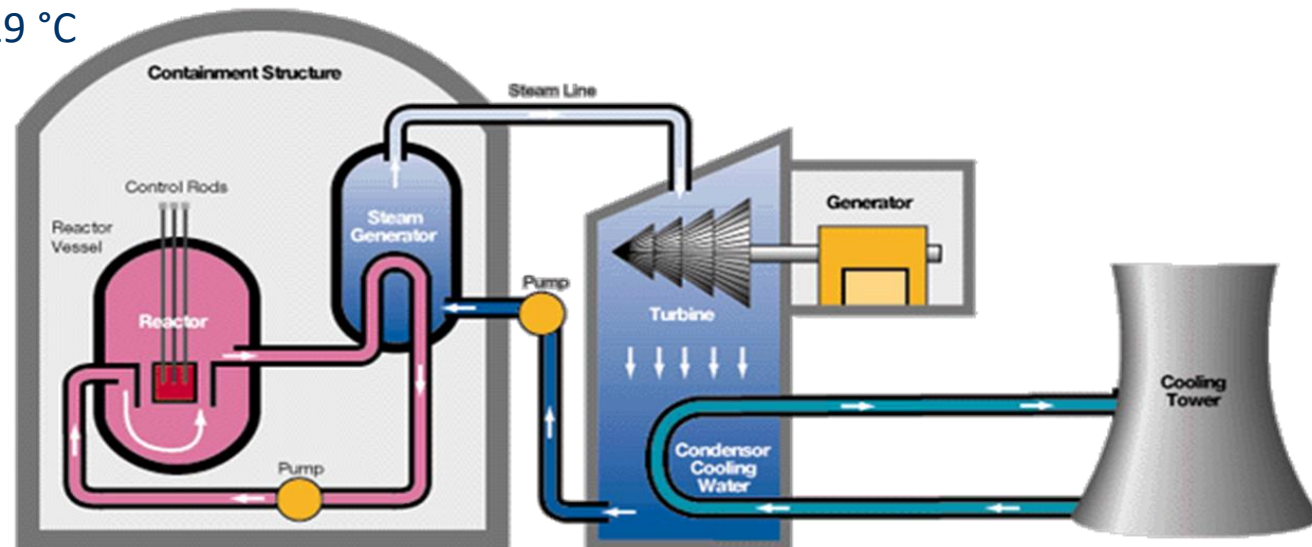 9 °C
Containment Structure
Steam Line
Control Rods
Reactor
Vessel
Steam
Generator
Generator
Pump
Reactor
Turbine
Cooling
Tower
Condensor
Cooling
Water
Pump